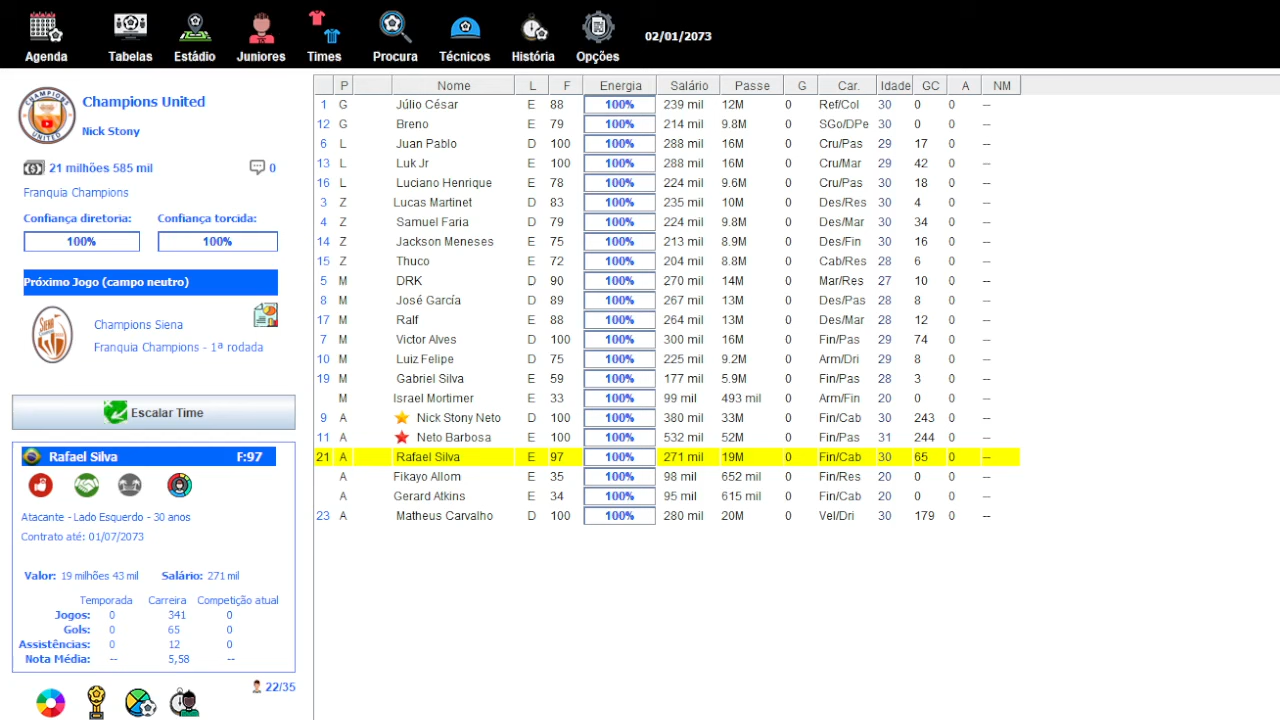 Agenda Tabelas Estádio Juniores Times Procura Técnicos História Opções 02/01/2073
Champions United
Nick Stony
21 milhões 585 mil 0
Franquia Champions
Confiança diretoria: Confiança torcida:
100% 100%
Próximo Jogo (campo neutro)
Champions Siena
Franquia Champions - 1ª rodada
Escalar Time
Rafael Silva F:97
Atacante - Lado Esquerdo - 30 anos
Contrato até: 01/07/2073
Valor: 19 milhões 43 mil Salário: 271 mil
Temporada Carreira Competição atual
Jogos: 0 341 0
Gols: 0 65 0
Assistências: 0 12 0
Nota Média: -- 5,58 --
22/35
P Nome L F Energia Salário Passe G Car. Idade GC A NM
1 G Júlio César E 88 100% 239 mil 12M 0 Ref/Col 30 0 0 --
12 G Breno E 79 100% 214 mil 9.8M 0 SGo/DPe 30 0 0 --
6 L Juan Pablo D 100 100% 288 mil 16M 0 Cru/Pas 29 17 0 --
13 L Luk Jr E 100 100% 288 mil 16M 0 Cru/Mar 29 42 0 --
16 L Luciano Henrique E 78 100% 224 mil 9.6M 0 Cru/Pas 30 18 0 --
3 Z Lucas Martinet D 83 100% 235 mil 10M 0 Des/Res 30 4 0 --
4 Z Samuel Faria D 79 100% 224 mil 9.8M 0 Des/Mar 30 34 0 --
14 Z Jackson Meneses E 75 100% 213 mil 8.9M 0 Des/Fin 30 16 0 --
15 Z Thuco E 72 100% 204 mil 8.8M 0 Cab/Res 28 6 0 --
5 M DRK D 90 100% 270 mil 14M 0 Mar/Res 27 10 0 --
8 M José García D 89 100% 267 mil 13M 0 Des/Pas 28 8 0 --
17 M Ralf E 88 100% 264 mil 13M 0 Des/Mar 28 12 0 --
7 M Victor Alves D 100 100% 300 mil 16M 0 Fin/Pas 29 74 0 --
10 M Luiz Felipe D 75 100% 225 mil 9.2M 0 Arm/Dri 29 8 0 --
19 M Gabriel Silva E 59 100% 177 mil 5.9M 0 Fin/Pas 28 3 0 --
M Israel Mortimer E 33 100% 99 mil 493 mil 0 Arm/Fin 20 0 0 --
9 A Nick Stony Neto D 100 100% 380 mil 33M 0 Fin/Cab 30 243 0 --
11 A Neto Barbosa E 100 100% 532 mil 52M 0 Fin/Pas 31 244 0 --
21 A Rafael Silva E 97 100% 271 mil 19M 0 Fin/Cab 30 65 0 --
A Fikayo Allom E 35 100% 98 mil 652 mil 0 Fin/Res 20 0 0 --
A Gerard Atkins E 34 100% 95 mil 615 mil 0 Fin/Cab 20 0 0 --
23 A Matheus Carvalho D 100 100% 280 mil 20M 0 Vel/Dri 30 179 0 --